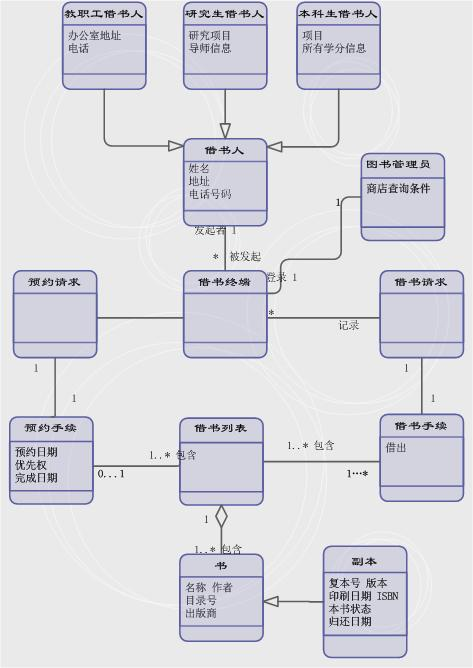 教职工借书人
办公室地址
电话
研究生借书人
研究项目
导师信息
本科生借书人
项目
所有学分信息
借书人
姓名
地址
电话号码
图书管理员
商店查询条件
发起者 1
1
* 被发起
登录 1
预约请求
借书终端
借书请求
*
记录
1
1
1
1
预约手续
预约日期
优先权
完成日期
借书列表
借书手续
借出
1..* 包含
0...1
1..* 包含
1…*
1
1..* 包含
书
名称 作者
目录号
出版商
副本
复本号 版本
印刷日期 ISBN
本书状态
归还日期